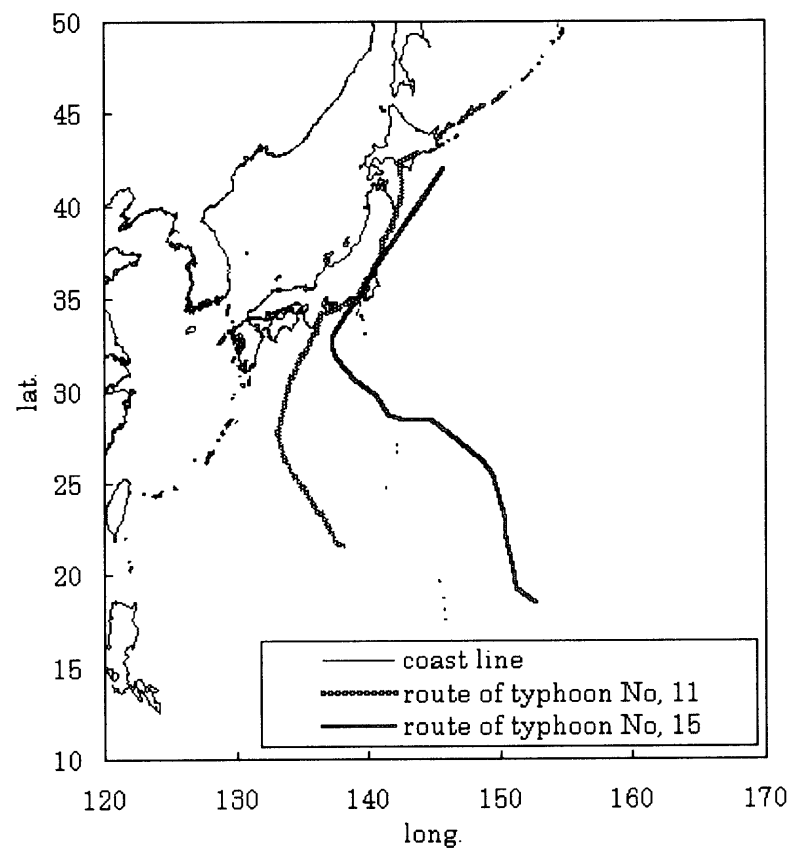 50
45
40
35
30
25
20
15
10
lat.
coast line
route of typhoon No, 11
route of typhoon No, 15
120 130 140 150 160 170
long.